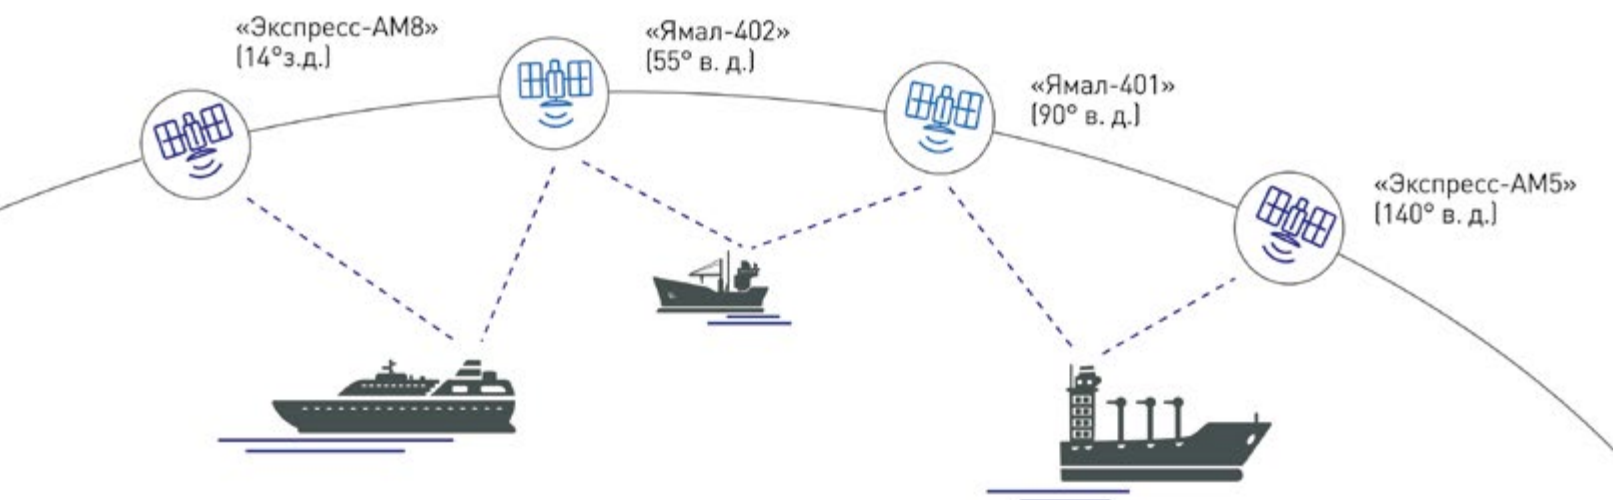 «Экспресс-АМ8»
(14°з.д.)
«Ямал-402»
(55° в. д.)
«Ямал-401»
(90° в. д.)
«Экспресс-АМ5»
(140° в. д.)